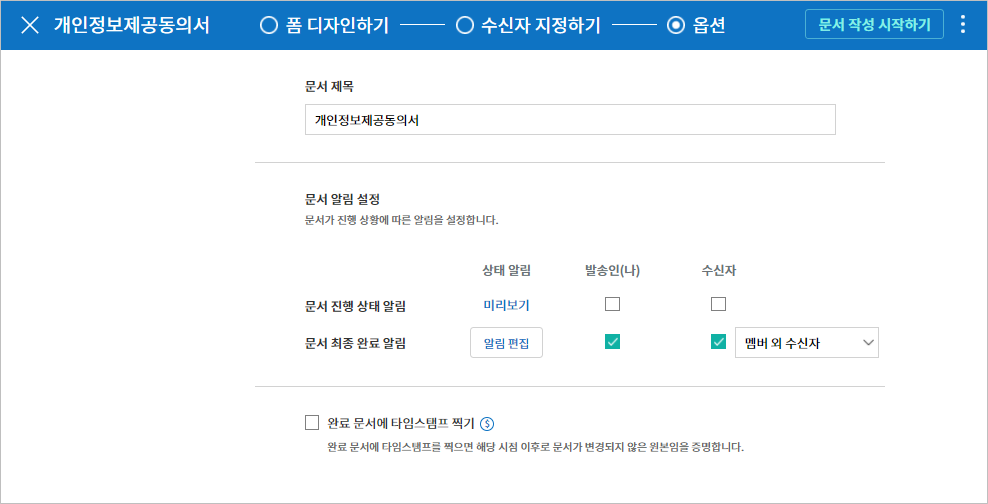 개인정보제공동의서 폼 디자인하기 수신자 지정하기 옵션 문서 작성 시작하기
문서 제목
개인정보제공동의서
문서 알림 설정
문서가 진행 상황에 따른 알림을 설정합니다.
상태 알림 발송인(나) 수신자
문서 진행 상태 알림 미리보기
문서 최종 완료 알림 알림 편집 멤버 외 수신자
완료 문서에 타임스탬프 찍기 $
완료 문서에 타임스탬프를 찍으면 해당 시점 이후로 문서가 변경되지 않은 원본임을 증명합니다.